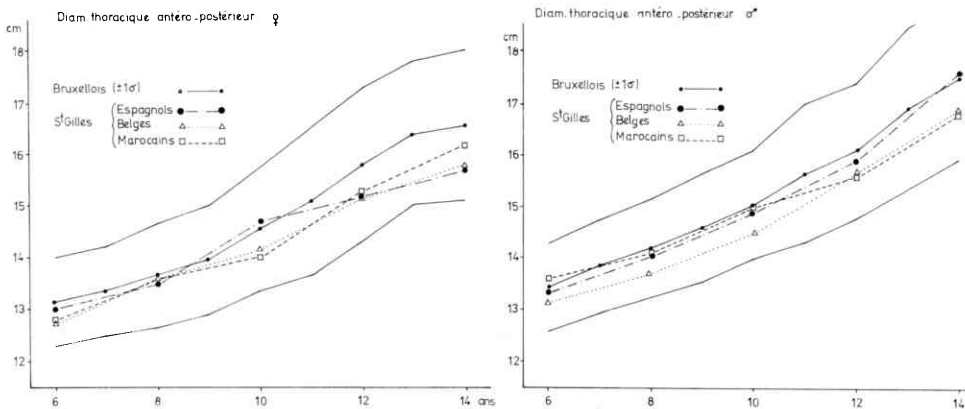 Diam. thoracique antéro-postérieur ♀
cm
18
17
16
15
14
13
12
Bruxellois (±1σ)
St Gilles
Espagnols
Belges
Marocains
6 8 10 12 14 ans
Diam. thoracique antéro-postérieur ♂
cm
18
17
16
15
14
13
12
Bruxellois (±1σ)
St Gilles
Espagnols
Belges
Marocains
6 8 10 12 14